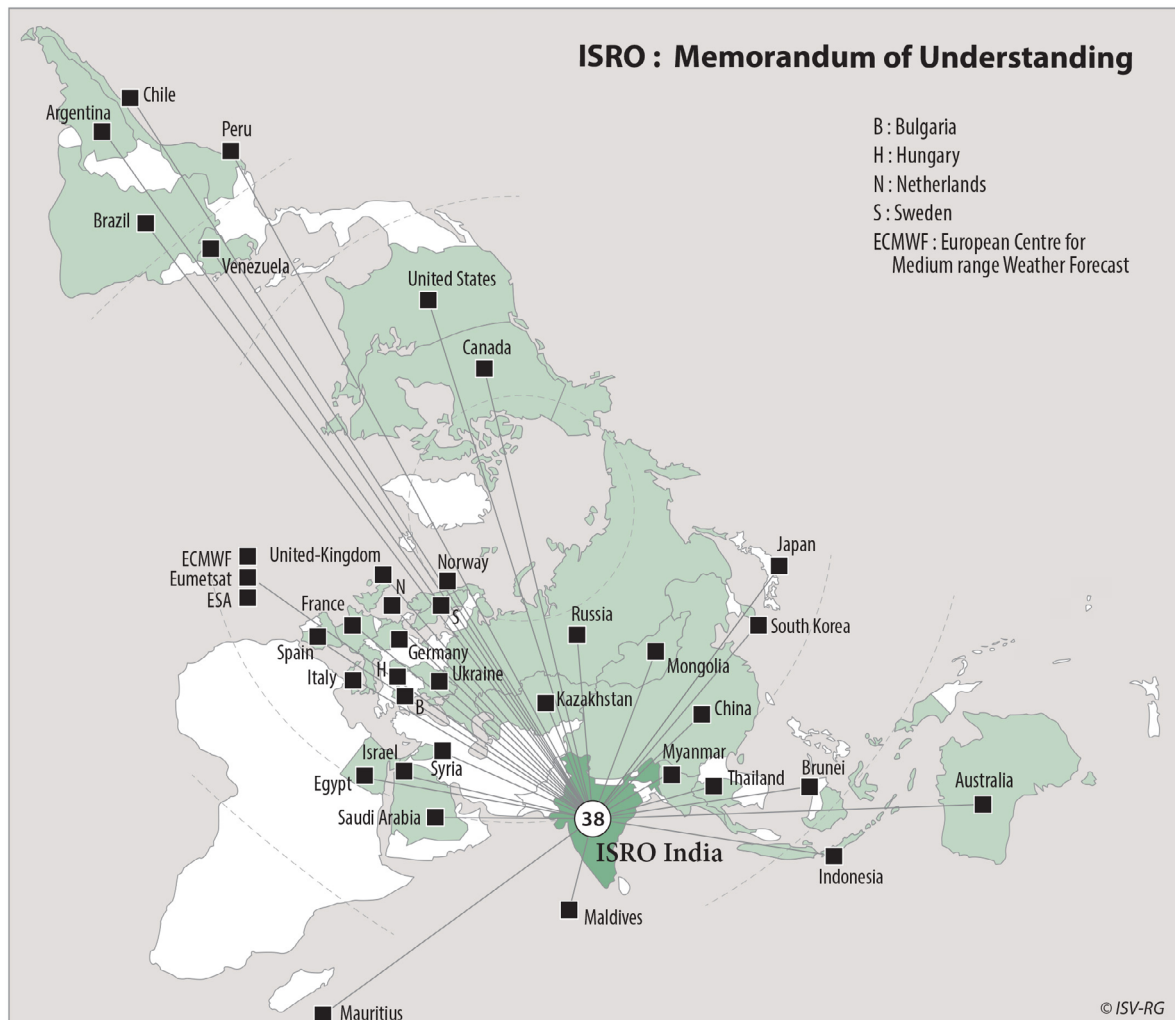 ISRO : Memorandum of Understanding
B : Bulgaria
H : Hungary
N : Netherlands
S : Sweden
ECMWF : European Centre for
Medium range Weather Forecast
Chile
Argentina
Peru
Brazil
Venezuela
United States
Canada
Japan
ECMWF
Eumetsat
ESA
United-Kingdom
Norway
N
S
France
Russia
South Korea
Spain
Germany
Mongolia
Italy
H
Ukraine
B
Kazakhstan
China
Israel
Syria
Myanmar
Thailand
Brunei
Egypt
Australia
Saudi Arabia
38
ISRO India
Indonesia
Maldives
Mauritius
© ISV-RG